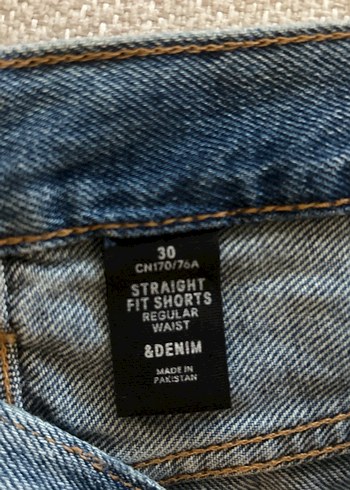 30
CN170/76A
STRAIGHT
FIT SHORTS
REGULAR
WAIST
&DENIM
MADE IN
PAKISTAN